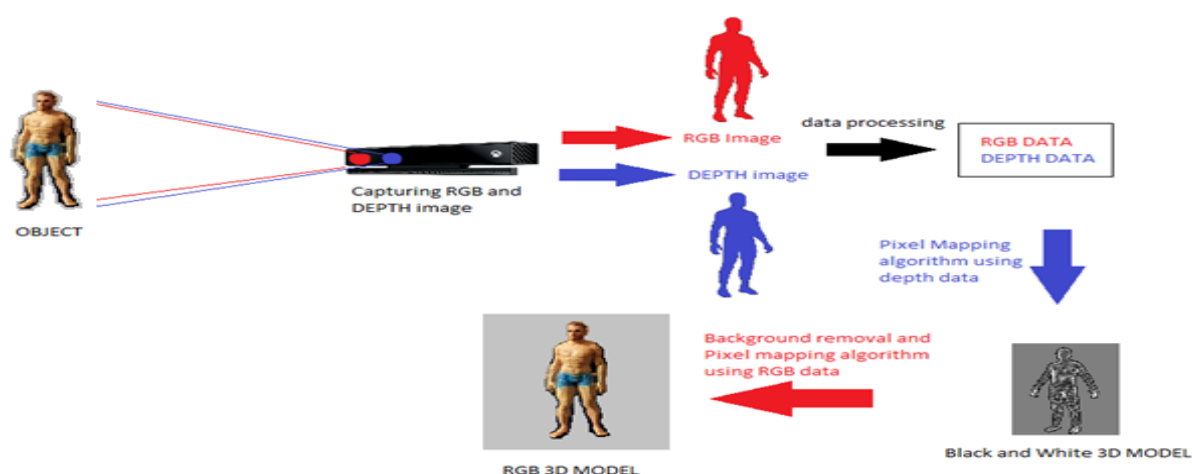 OBJECT
Capturing RGB and
DEPTH image
RGB Image
DEPTH image
data processing
RGB DATA
DEPTH DATA
Pixel Mapping
algorithm using
depth data
Black and White 3D MODEL
Background removal and
Pixel mapping algorithm
using RGB data
RGB 3D MODEL